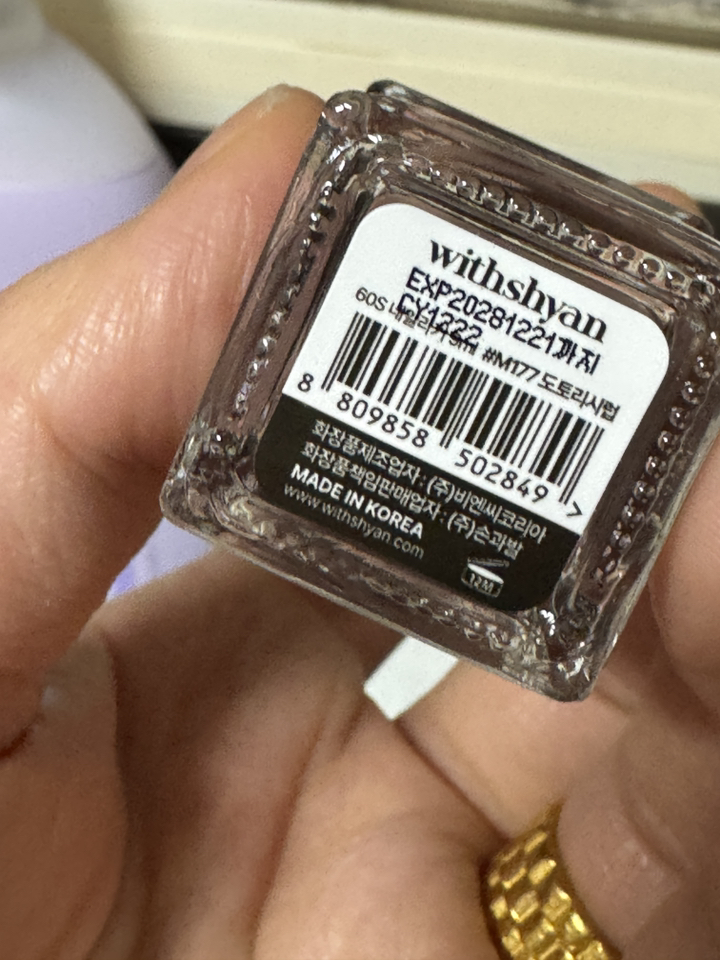 withshyan
EXP20281221까지
CY1222
60S 네일락카 9ml #M177 도토리시럽
8 809858 502849 >
화장품제조업자 : (주)비엔씨코리아
화장품책임판매업자 : (주)손과발
MADE IN KOREA
www.withshyan.com
12M